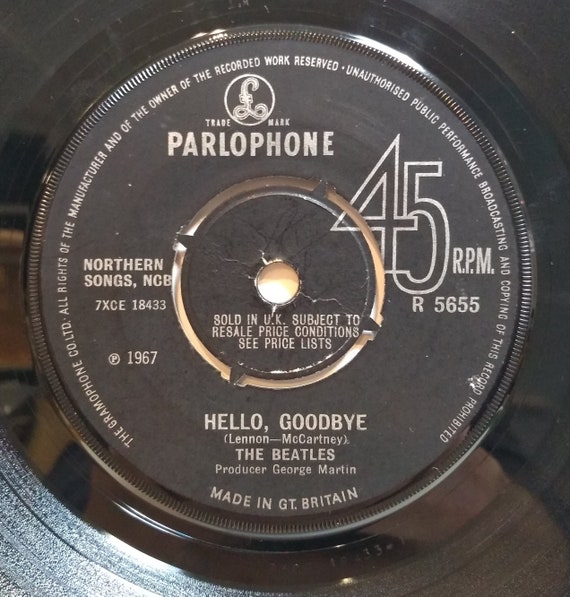 THE GRAMOPHONE CO. LTD. ALL RIGHTS OF THE MANUFACTURER AND OF THE OWNER OF THE RECORDED WORK RESERVED · UNAUTHORISED PUBLIC PERFORMANCE BROADCASTING AND COPYING OF THIS RECORD PROHIBITED
£
TRADE MARK
PARLOPHONE
45
R.P.M.
NORTHERN
SONGS, NCB
7XCE 18433
R 5655
SOLD IN U.K. SUBJECT TO
RESALE PRICE CONDITIONS
SEE PRICE LISTS
℗ 1967
HELLO, GOODBYE
(Lennon—McCartney)
THE BEATLES
Producer George Martin
MADE IN GT. BRITAIN